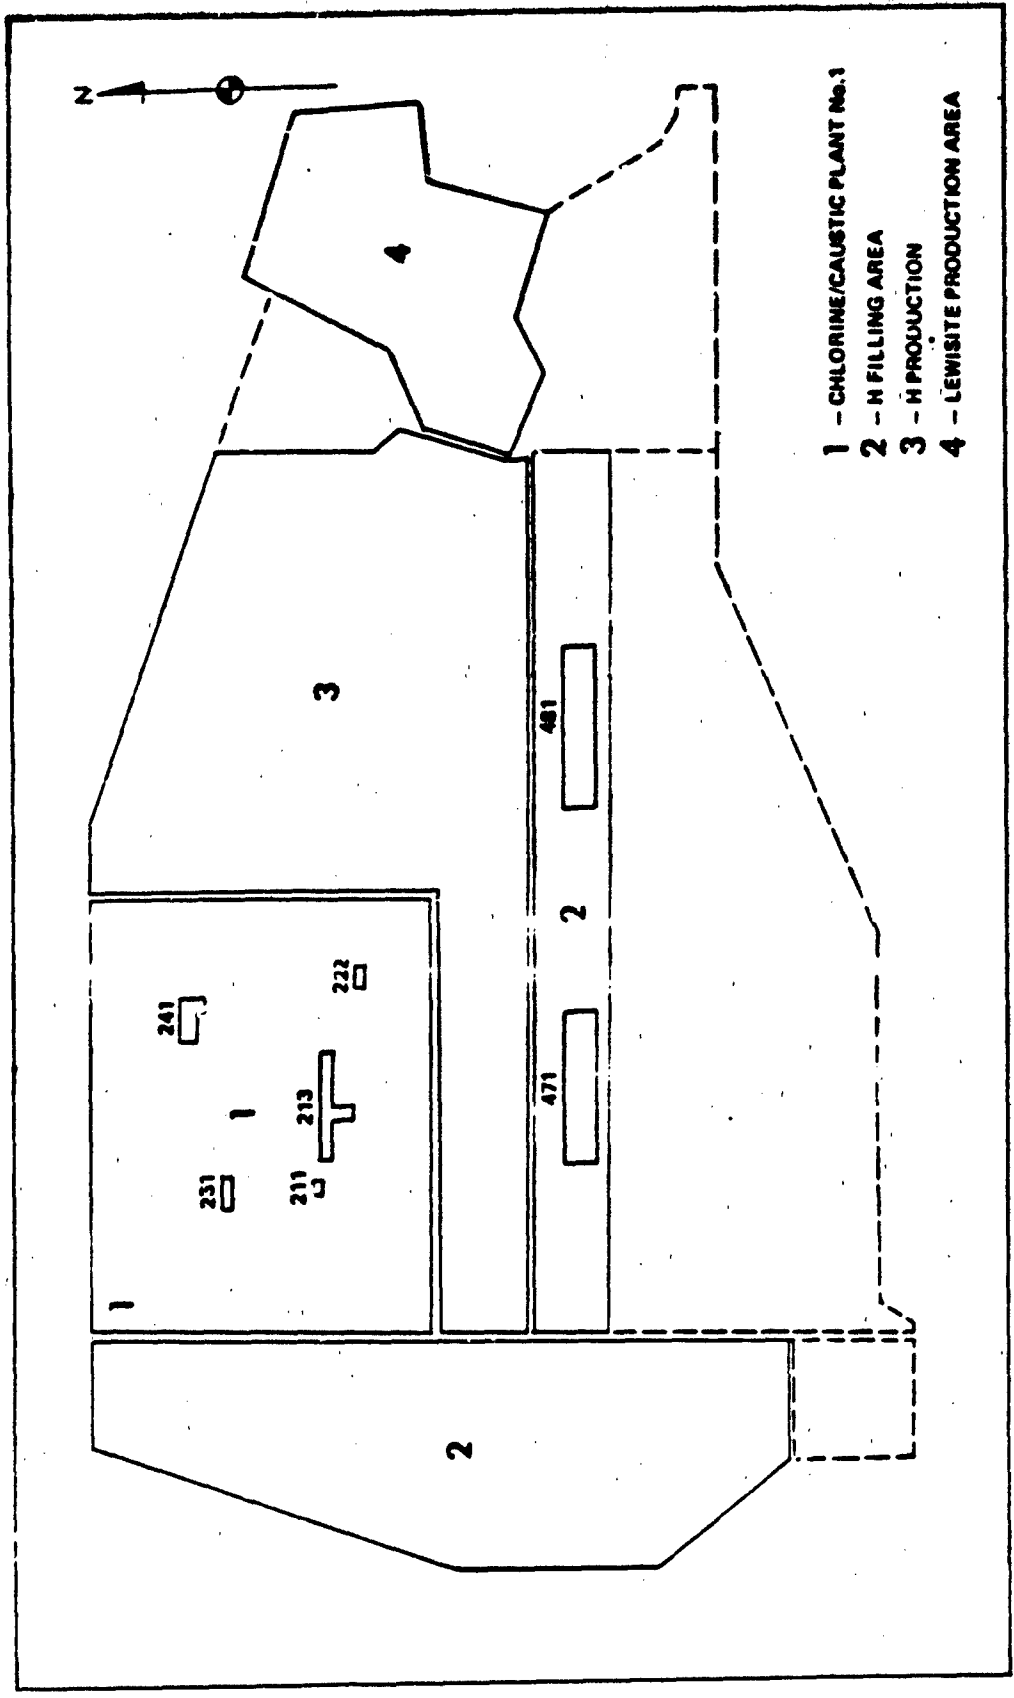 N
1
241
251
1
211 213 222
3
4
2
471 481
2
1 – CHLORINE/CAUSTIC PLANT No.1
2 – H FILLING AREA
3 – H PRODUCTION
4 – LEWISITE PRODUCTION AREA